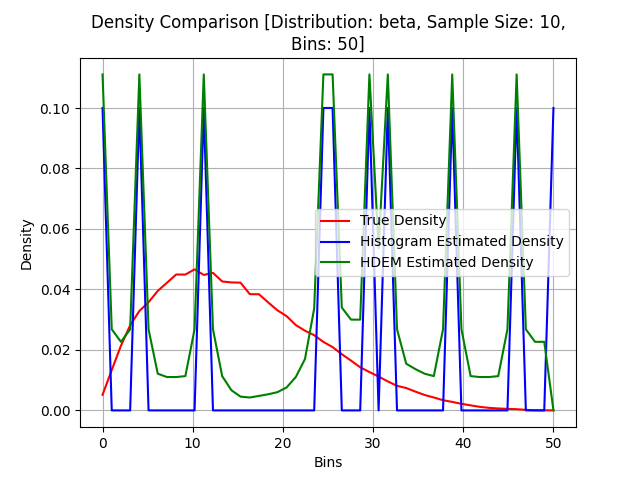 Density Comparison [Distribution: beta, Sample Size: 10,
Bins: 50]
Density
0.10
0.08
0.06
0.04
0.02
0.00
True Density
Histogram Estimated Density
HDEM Estimated Density
0 10 20 30 40 50
Bins